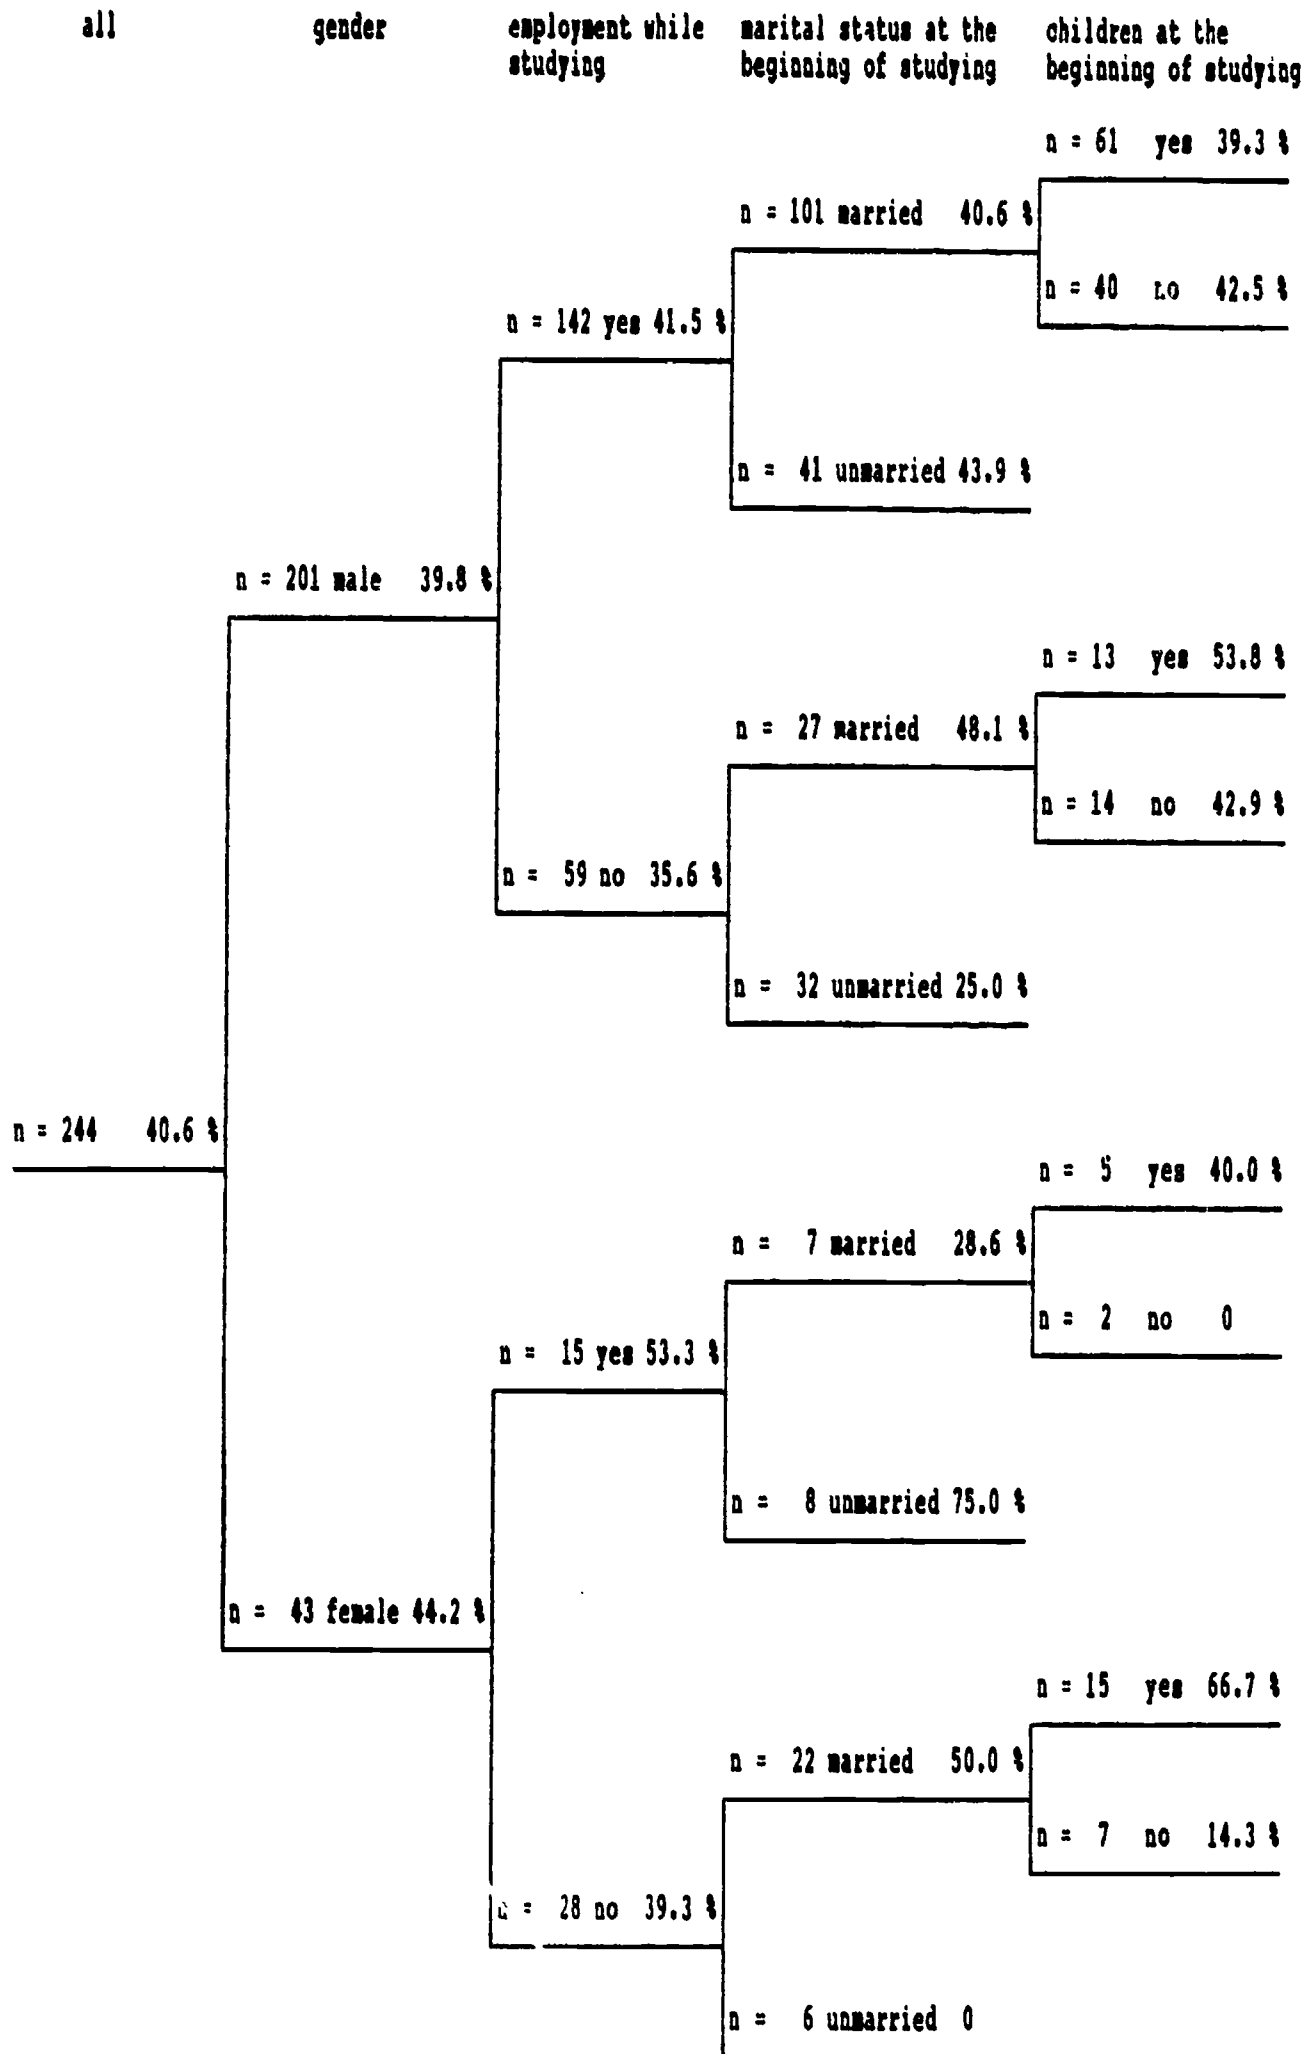 all gender employment while marital status at the children at the
studying beginning of studying beginning of studying
n = 61 yes 39.3 %
n = 101 married 40.6 %
n = 40 no 42.5 %
n = 142 yes 41.5 %
n = 41 unmarried 43.9 %
n = 201 male 39.8 %
n = 13 yes 53.8 %
n = 27 married 48.1 %
n = 14 no 42.9 %
n = 59 no 35.6 %
n = 32 unmarried 25.0 %
n = 244 40.6 %
n = 5 yes 40.0 %
n = 7 married 28.6 %
n = 2 no 0
n = 15 yes 53.3 %
n = 8 unmarried 75.0 %
n = 43 female 44.2 %
n = 15 yes 66.7 %
n = 22 married 50.0 %
n = 7 no 14.3 %
n = 28 no 39.3 %
n = 6 unmarried 0